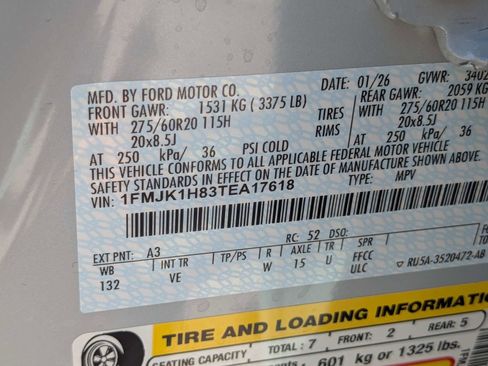 MFD. BY FORD MOTOR CO.
DATE: 01/26 GVWR: 3402
FRONT GAWR: 1531 KG ( 3375 LB) REAR GAWR: 2059 KG
WITH 275/60R20 115H TIRES WITH 275/60R20 115H
20x8.5J RIMS 20x8.5J
AT 250 kPa/ 36 PSI COLD AT 250 kPa/ 36
THIS VEHICLE CONFORMS TO ALL APPLICABLE FEDERAL MOTOR VEHICLE
SAFETY STANDARDS IN EFFECT ON THE DATE OF MANUFACTURE
VIN: 1FMJK1H83TEA17618 TYPE: MPV
EXT PNT: A3 RC: 52 DSO:
WB INT TR TP/PS R AXLE TR SPR
132 VE W 15 U FFCC
ULC RU5A-3520472-AB
TIRE AND LOADING INFORMATION
SEATING CAPACITY TOTAL: 7 FRONT: 2 REAR: 5
601 kg or 1325 lbs.